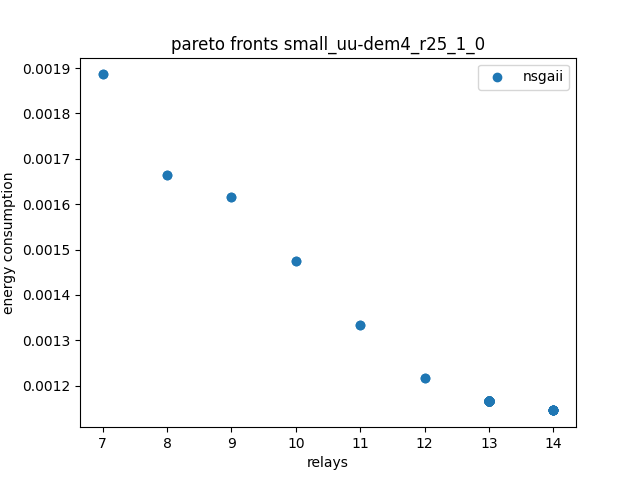 pareto fronts small_uu-dem4_r25_1_0
nsgaii
energy consumption
0.0019
0.0018
0.0017
0.0016
0.0015
0.0014
0.0013
0.0012
7 8 9 10 11 12 13 14
relays